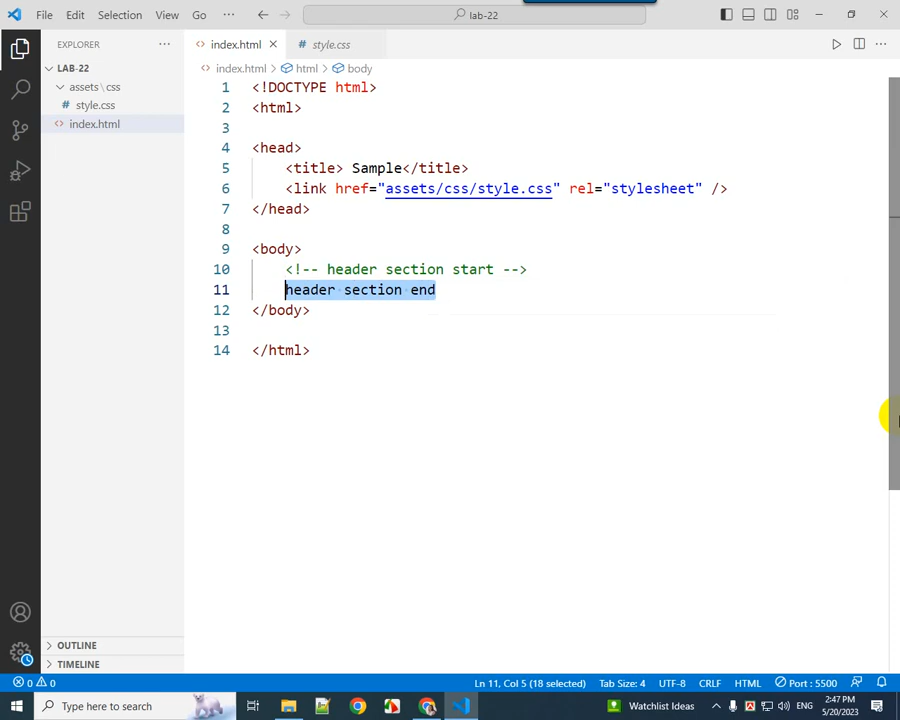 File Edit Selection View Go ··· lab-22
EXPLORER ···
index.html
# style.css
LAB-22
index.html > html > body
assets \ css
# style.css
index.html
1 <!DOCTYPE html>
2 <html>
3
4 <head>
5 <title> Sample</title>
6 <link href="assets/css/style.css" rel="stylesheet" />
7 </head>
8
9 <body>
10 <!-- header section start -->
11 header section end
12 </body>
13
14 </html>
OUTLINE
TIMELINE
0 0 Ln 11, Col 5 (18 selected) Tab Size: 4 UTF-8 CRLF HTML Port : 5500
Type here to search
Watchlist Ideas
2:47 PM
5/20/2023